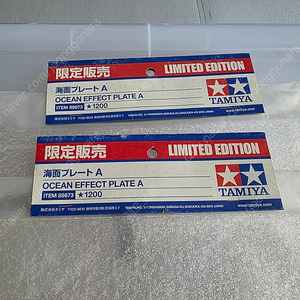 限定販売 LIMITED EDITION
海面プレート A
OCEAN EFFECT PLATE A
ITEM 89673 ★1200
TAMIYA
限定販売 LIMITED EDITION
海面プレート A
OCEAN EFFECT PLATE A
ITEM 89673 ★1200
TAMIYA